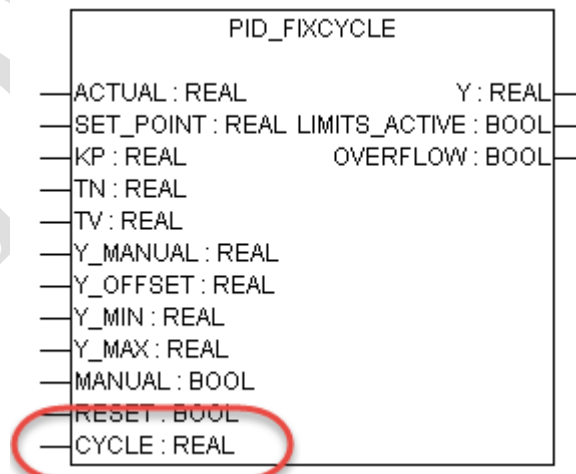 PID_FIXCYCLE
ACTUAL : REAL Y : REAL
SET_POINT : REAL LIMITS_ACTIVE : BOOL
KP : REAL OVERFLOW : BOOL
TN : REAL
TV : REAL
Y_MANUAL : REAL
Y_OFFSET : REAL
Y_MIN : REAL
Y_MAX : REAL
MANUAL : BOOL
RESET : BOOL
CYCLE : REAL